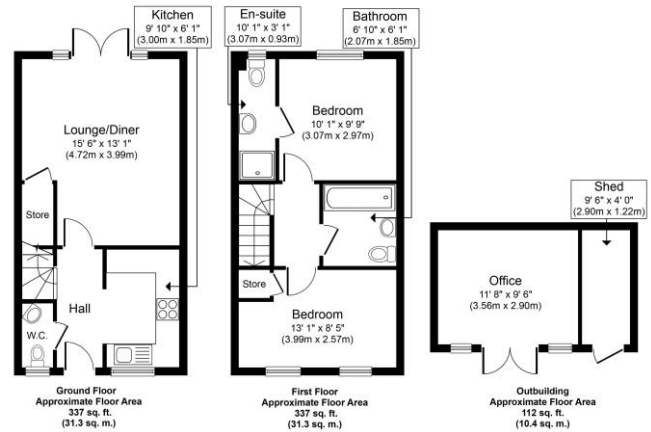 Kitchen
9' 10" x 6' 1"
(3.00m x 1.85m)
Lounge/Diner
15' 6" x 13' 1"
(4.72m x 3.99m)
Store
Hall
W.C.
Ground Floor
Approximate Floor Area
337 sq. ft.
(31.3 sq. m.)
En-suite
10' 1" x 3' 1"
(3.07m x 0.93m)
Bathroom
6' 10" x 6' 1"
(2.07m x 1.85m)
Bedroom
10' 1" x 9' 9"
(3.07m x 2.97m)
Store
Bedroom
13' 1" x 8' 5"
(3.99m x 2.57m)
First Floor
Approximate Floor Area
337 sq. ft.
(31.3 sq. m.)
Shed
9' 6" x 4' 0"
(2.90m x 1.22m)
Office
11' 8" x 9' 6"
(3.56m x 2.90m)
Outbuilding
Approximate Floor Area
112 sq. ft.
(10.4 sq. m.)